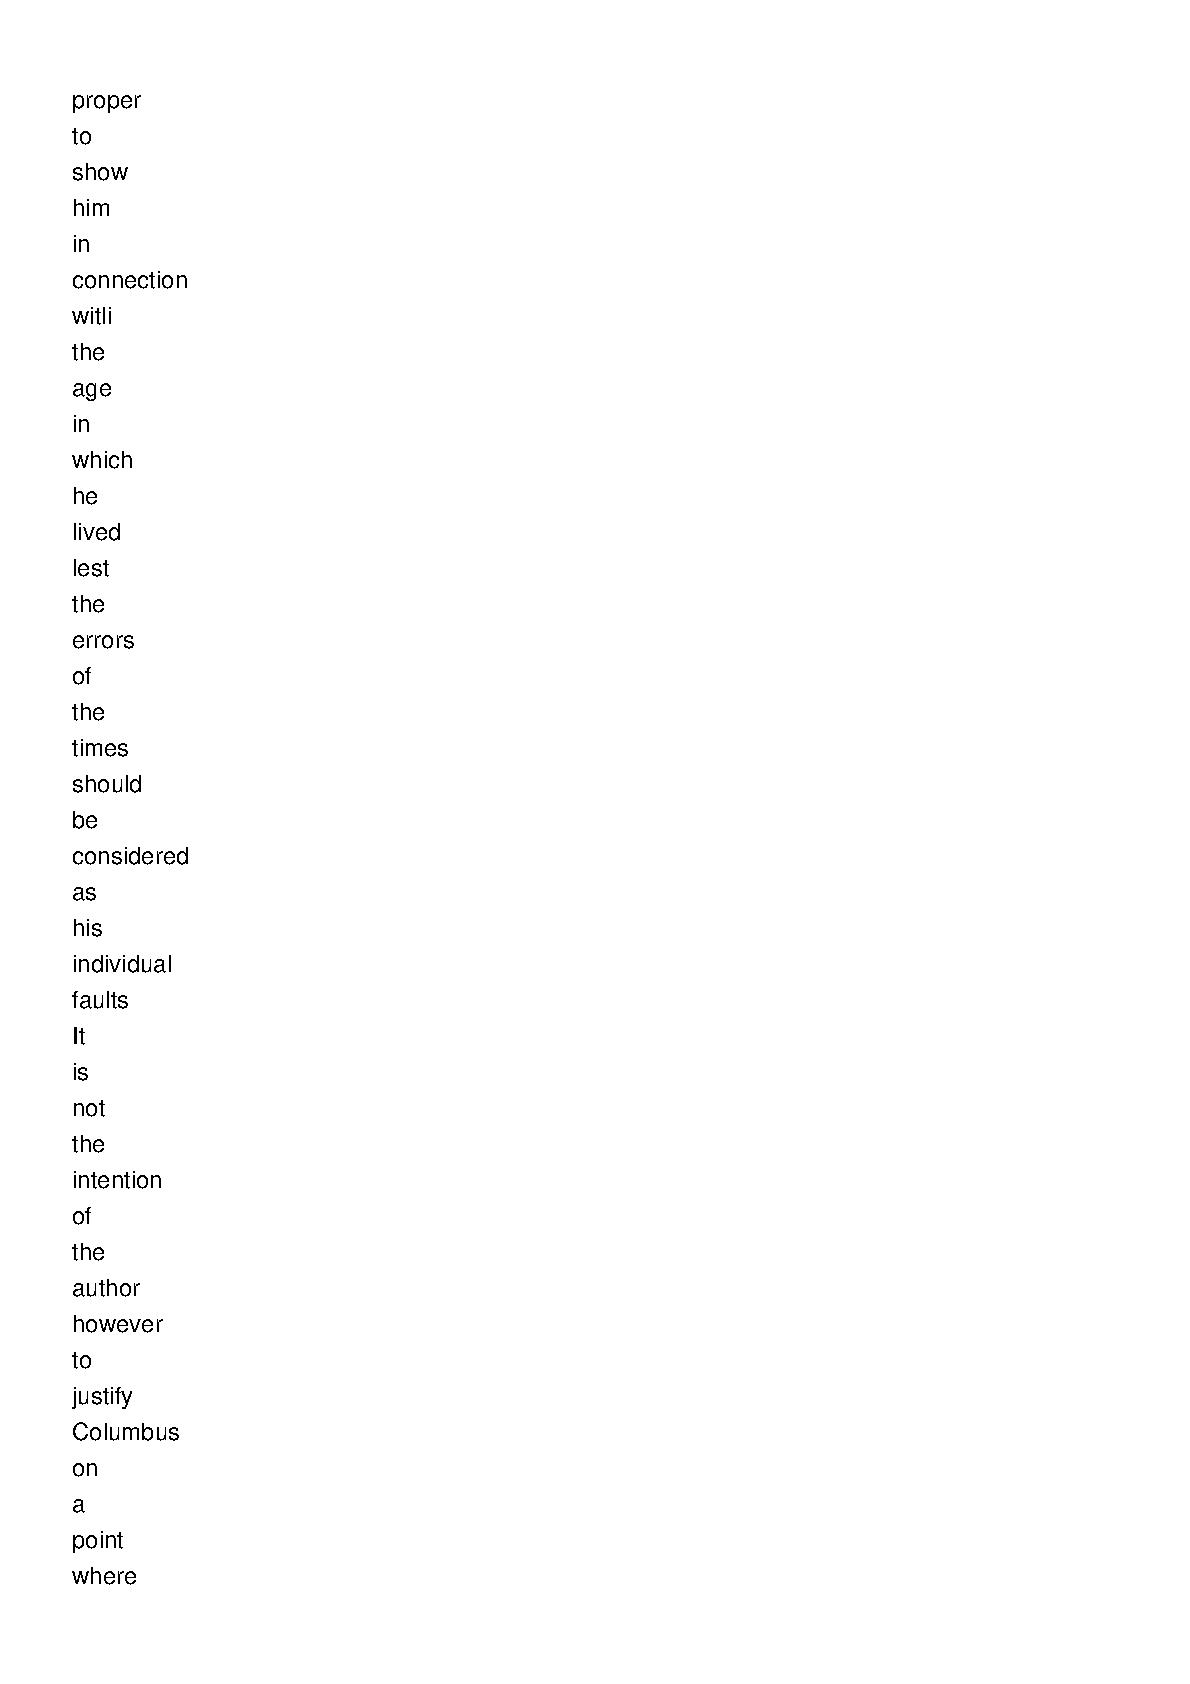 proper
to
show
him
in
connection
witli
the
age
in
which
he
lived
lest
the
errors
of
the
times
should
be
considered
as
his
individual
faults
It
is
not
the
intention
of
the
author
however
to
justify
Columbus
on
a
point
where